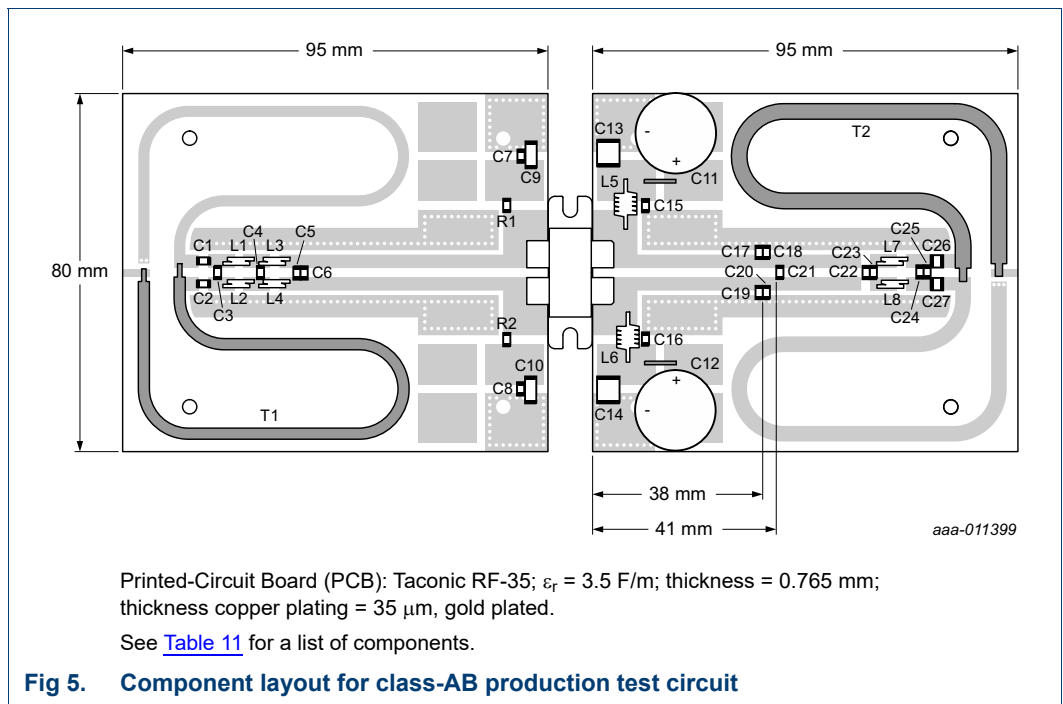 95 mm
95 mm
80 mm
C13
-
+
C11
T2
C7
C9
L5
C15
R1
C1
L1
C4
L3
C5
C6
C2
L2
C3
L4
C17
C18
C20
C19
C21
C23
L7
C25
C26
C22
L8
C24
C27
R2
C16
L6
C12
+
-
C10
C8
C14
T1
38 mm
41 mm
aaa-011399
Printed-Circuit Board (PCB): Taconic RF-35; εr = 3.5 F/m; thickness = 0.765 mm;
thickness copper plating = 35 μm, gold plated.
See Table 11 for a list of components.
Fig 5. Component layout for class-AB production test circuit